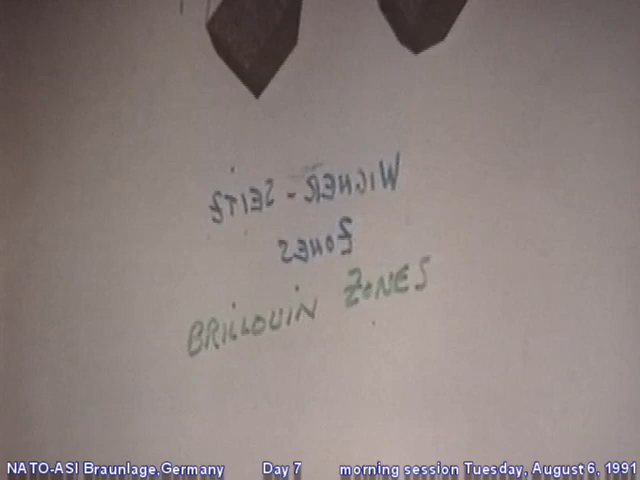 WIGNER - SEITZ
ZONES
BRILLOUIN ZONES
NATO-ASI Braunlage,Germany Day 7 morning session Tuesday, August 6, 1991